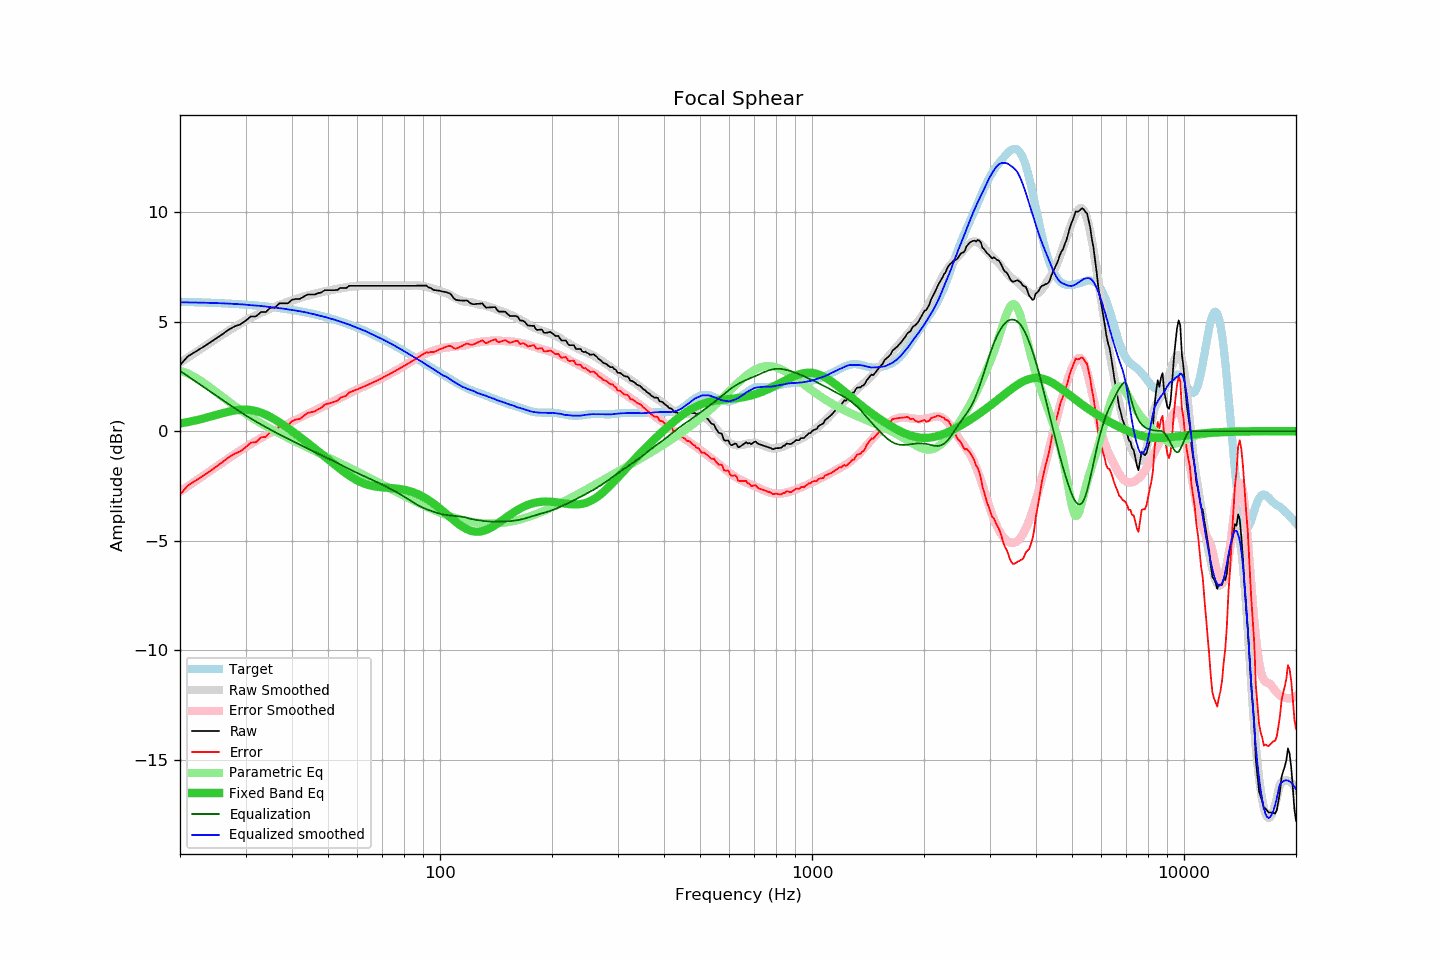 Focal Sphear
10
5
0
−5
−10
−15
Amplitude (dBr)
100
1000
10000
Frequency (Hz)
Target
Raw Smoothed
Error Smoothed
Raw
Error
Parametric Eq
Fixed Band Eq
Equalization
Equalized smoothed